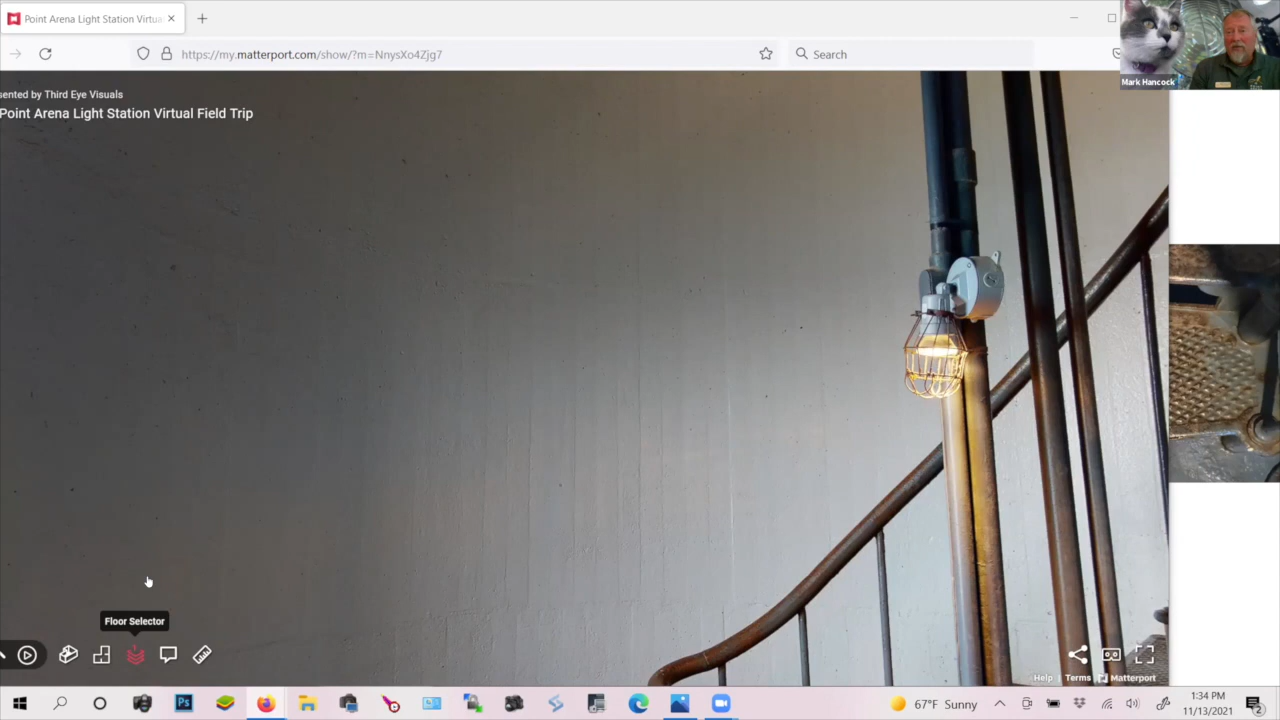 Point Arena Light Station Virtua
https://my.matterport.com/show/?m=NnysXo4Zjg7
Search
Mark Hancock
sented by Third Eye Visuals
Point Arena Light Station Virtual Field Trip
Floor Selector
Help
Terms
Matterport
Ps
67°F Sunny
1:34 PM
11/13/2021
2